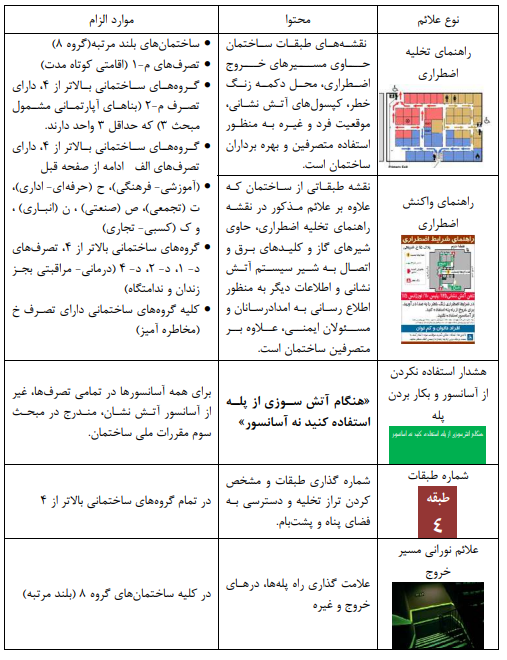 نوع علائم
محتوا
موارد الزام
راهنمای تخلیه
اضطراری
نقشه‌های طبقات ساختمان
حاوی مسیرهای خروج
اضطراری، محل دکمه زنگ
خطر، کپسول‌های آتش نشانی،
موقعیت فرد و غیره به منظور
استفاده متصرفین و بهره برداران
ساختمان است.
ساختمان‌های بلند مرتبه(گروه ۸)
تصرف‌های م-۱ (اقامتی کوتاه مدت)
گروه‌های ساختمانی بالاتر از ۴، دارای
تصرف م-۲ (بناهای آپارتمانی مشمول
مبحث ۳) که حداقل ۳ واحد دارند.
گروه‌های ساختمانی بالاتر از ۴، دارای
تصرف‌های الف ادامه از صفحه قبل
(آموزشی- فرهنگی)، ح (حرفه‌ای- اداری)،
ت (تجمعی)، ص (صنعتی) ، ن (انباری) ،
و ک (کسبی- تجاری)
گروه‌های ساختمانی بالاتر از ۴، تصرف‌های
د- ۱، د- ۲، د- ۴ (درمانی- مراقبتی بجز
زندان و ندامتگاه)
کلیه گروه‌های ساختمانی دارای تصرف خ
(مخاطره آمیز)
راهنمای واکنش
اضطراری
راهنمای شرایط اضطراری
نقشه طبقاتی از ساختمان که
علاوه بر علائم مذکور در نقشه
راهنمای تخلیه اضطراری، حاوی
شیرهای گاز و کلیدهای برق و
اتصال به شیر سیستم آتش
نشانی و اطلاعات دیگر به منظور
اطلاع رسانی به امدادرسانان و
مسئولان ایمنی، علاوه بر
متصرفین ساختمان است.
هشدار استفاده نکردن
از آسانسور و بکار بردن
پله
هنگام آتش سوزی از پله استفاده کنید نه آسانسور
«هنگام آتش سوزی از پله
استفاده کنید نه آسانسور»
برای همه آسانسورها در تمامی تصرف‌ها، غیر
از آسانسور آتش نشان، مندرج در مبحث
سوم مقررات ملی ساختمان.
شماره طبقات
طبقه
٤
شماره گذاری طبقات و مشخص
کردن تراز تخلیه و دسترسی به
فضای پناه و پشت‌بام.
در تمام گروه‌های ساختمانی بالاتر از ۴
علائم نورانی مسیر
خروج
علامت گذاری راه پله‌ها، درهای
خروج و غیره
در کلیه ساختمان‌های گروه ۸ (بلند مرتبه)